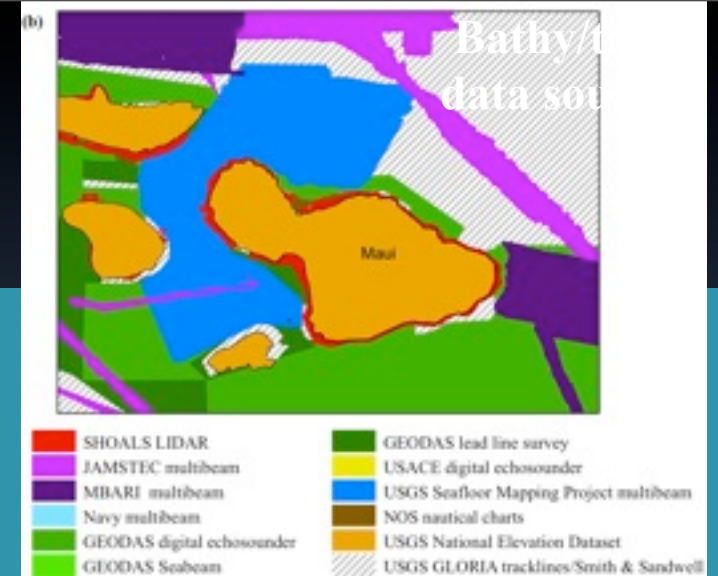 (b)
Bathy/t
data sou
Maui
SHOALS LIDAR
JAMSTEC multibeam
MBARI multibeam
Navy multibeam
GEODAS digital echosounder
GEODAS Seabeam
GEODAS lead line survey
USACE digital echosounder
USGS Seafloor Mapping Project multibeam
NOS nautical charts
USGS National Elevation Dataset
USGS GLORIA tracklines/Smith & Sandwell